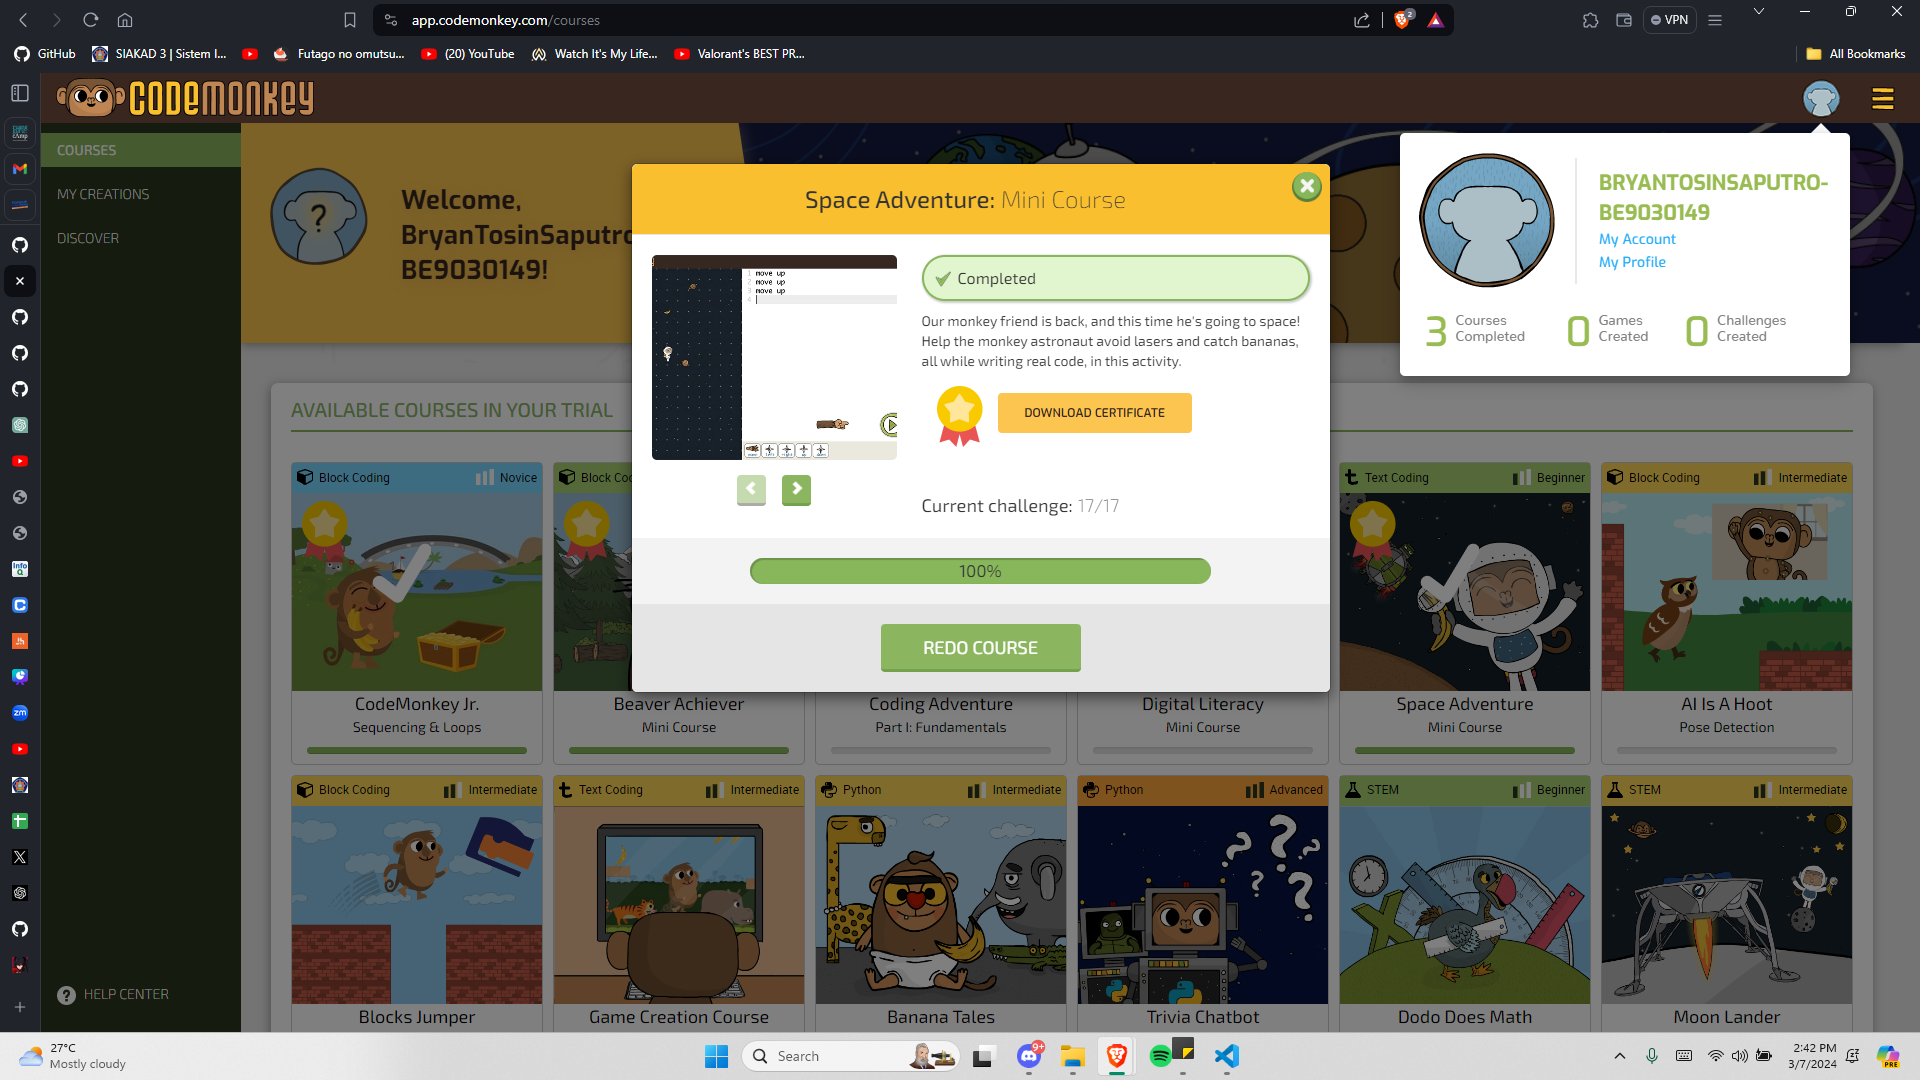 app.codemonkey.com/courses
2
VPN
GitHub
SIAKAD 3 | Sistem I...
Futago no omutsu...
(20) YouTube
Watch It's My Life...
Valorant's BEST PR...
All Bookmarks
CODEMONKEY
COURSES
MY CREATIONS
DISCOVER
HELP CENTER
?
Welcome,
BryanTosinSaputro
BE9030149!
BRYANTOSINSAPUTRO-
BE9030149
My Account
My Profile
3 Courses Completed
0 Games Created
0 Challenges Created
Space Adventure: Mini Course
1 move up
2 move up
3 move up
4
Completed
Our monkey friend is back, and this time he's going to space!
Help the monkey astronaut avoid lasers and catch bananas,
all while writing real code, in this activity.
DOWNLOAD CERTIFICATE
Current challenge: 17/17
100%
REDO COURSE
AVAILABLE COURSES IN YOUR TRIAL
Block Coding Novice
CodeMonkey Jr.
Sequencing & Loops
Block Co
Beaver Achiever
Mini Course
Coding Adventure
Part I: Fundamentals
Digital Literacy
Mini Course
Text Coding Beginner
Space Adventure
Mini Course
Block Coding Intermediate
AI Is A Hoot
Pose Detection
Block Coding Intermediate
Blocks Jumper
Text Coding Intermediate
Game Creation Course
Python Intermediate
Banana Tales
Python Advanced
Trivia Chatbot
STEM Beginner
Dodo Does Math
STEM Intermediate
Moon Lander
27°C
Mostly cloudy
Search
9+
2:42 PM
3/7/2024
PRE